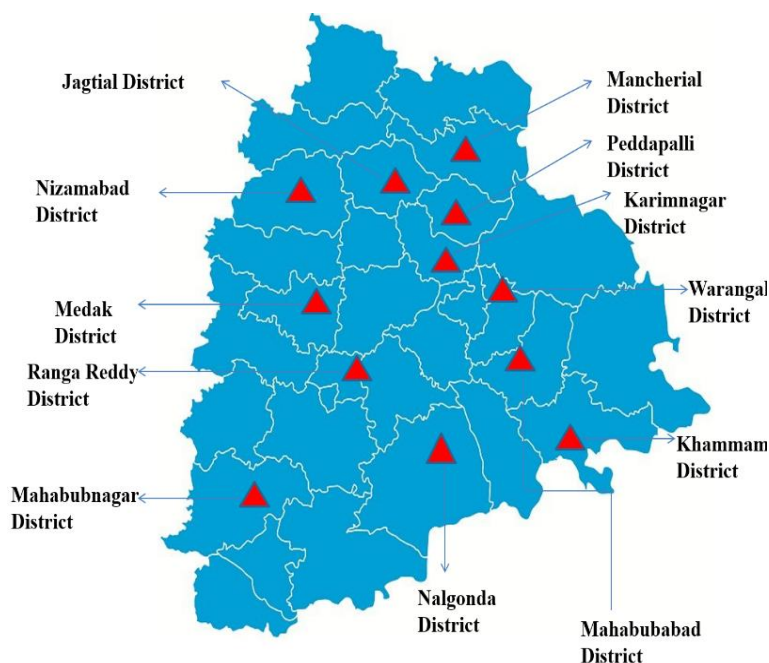 Jagtial District
Mancherial
District
Peddapalli
District
Nizamabad
District
Karimnagar
District
Medak
District
Warangal
District
Ranga Reddy
District
Khammam
District
Mahabubnagar
District
Nalgonda
District
Mahabubabad
District